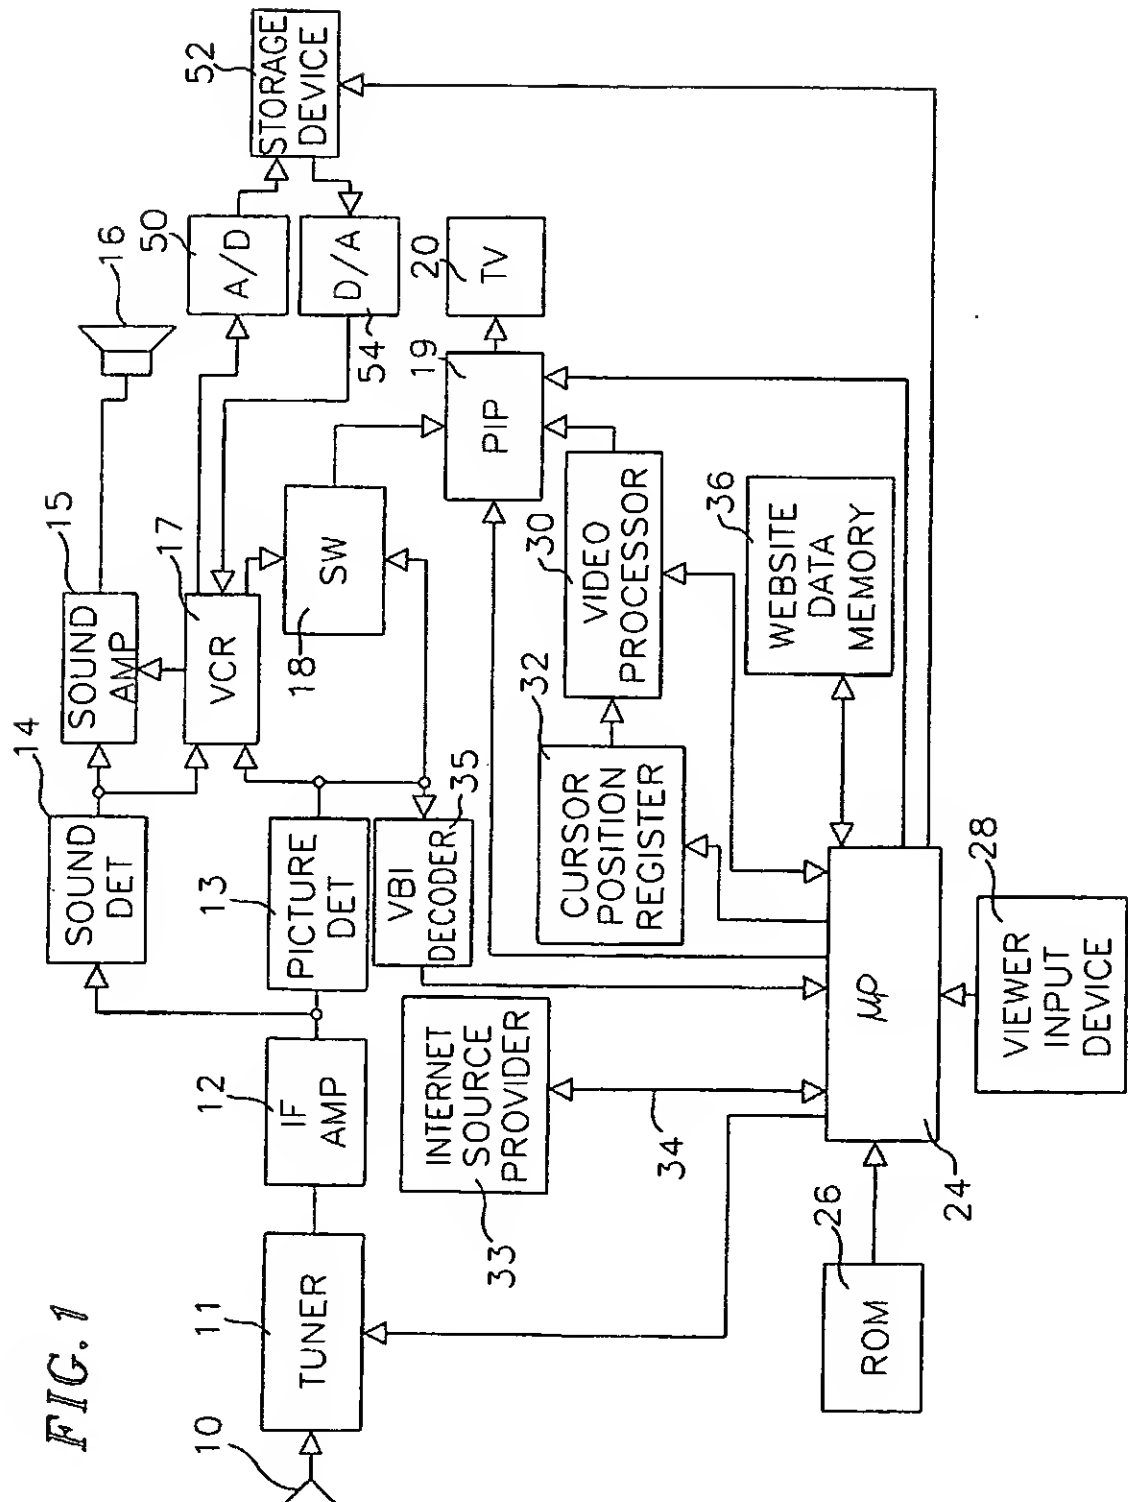 FIG. 1
10
11
TUNER
12
IF
AMP
13
PICTURE
DET
14
SOUND
DET
15
SOUND
AMP
16
17
VCR
18
SW
50
A/D
52
STORAGE
DEVICE
54
D/A
19
PIP
20
TV
35
VBI
DECODER
33
INTERNET
SOURCE
PROVIDER
34
32
CURSOR
POSITION
REGISTER
30
VIDEO
PROCESSOR
36
WEBSITE
DATA
MEMORY
26
ROM
24
μP
28
VIEWER
INPUT
DEVICE